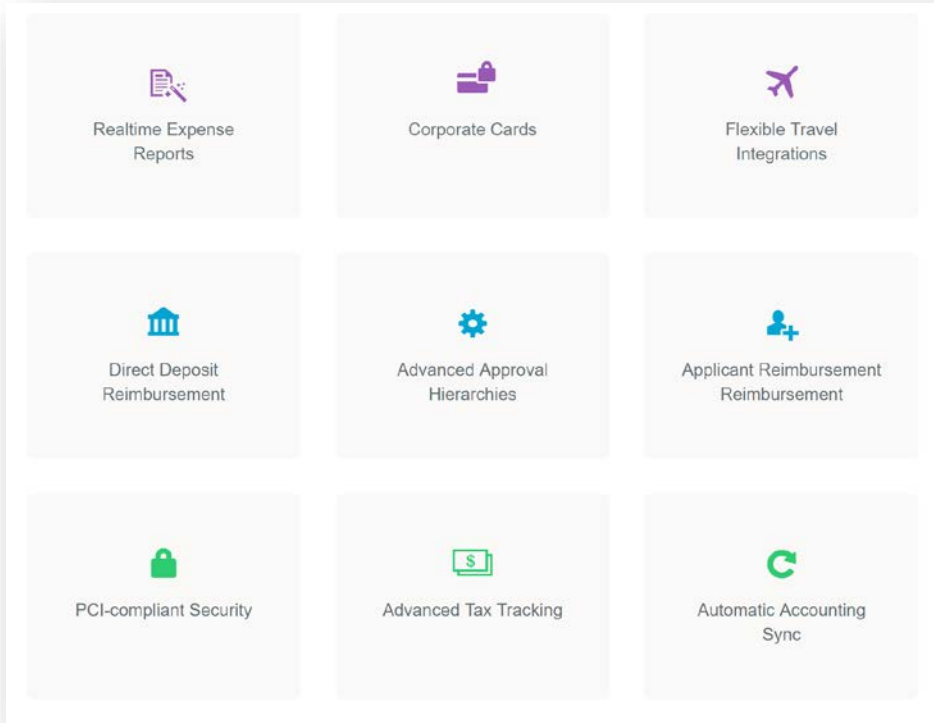 Realtime Expense
Reports
Corporate Cards
Flexible Travel
Integrations
Direct Deposit
Reimbursement
Advanced Approval
Hierarchies
Applicant Reimbursement
Reimbursement
PCI-compliant Security
Advanced Tax Tracking
$
Automatic Accounting
Sync